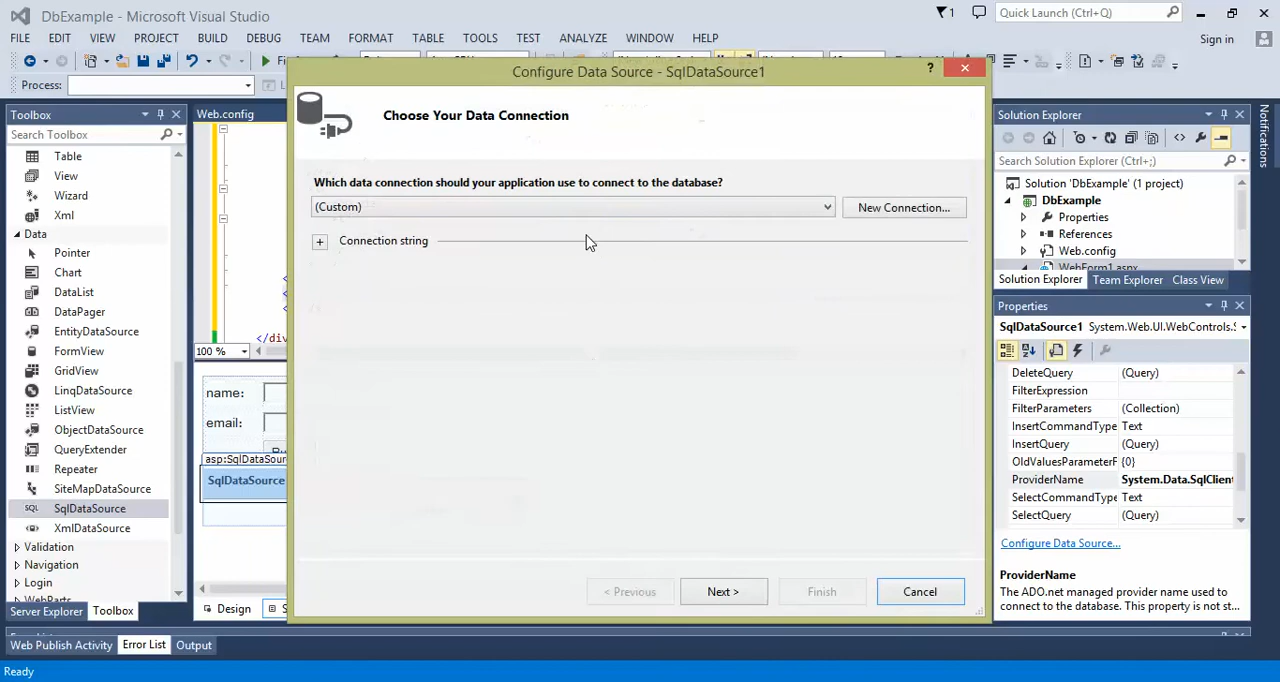 DbExample - Microsoft Visual Studio
1
Quick Launch (Ctrl+Q)
FILE EDIT VIEW PROJECT BUILD DEBUG TEAM FORMAT TABLE TOOLS TEST ANALYZE WINDOW HELP
Sign in
Process:
Toolbox
Search Toolbox
Table
View
Wizard
Xml
Data
Pointer
Chart
DataList
DataPager
EntityDataSource
FormView
GridView
LinqDataSource
ListView
ObjectDataSource
QueryExtender
Repeater
SiteMapDataSource
SQL SqlDataSource
XmlDataSource
Validation
Navigation
Login
WebParts
Server Explorer Toolbox
Web.config
</div
100 %
name:
email:
asp:SqlDataSour
SqlDataSource
Design
Configure Data Source - SqlDataSource1
?
Choose Your Data Connection
Which data connection should your application use to connect to the database?
(Custom)
New Connection...
+ Connection string
< Previous
Next >
Finish
Cancel
Solution Explorer
Search Solution Explorer (Ctrl+;)
Solution 'DbExample' (1 project)
DbExample
Properties
References
Web.config
WebForm1.aspx
Solution Explorer Team Explorer Class View
Properties
SqlDataSource1 System.Web.UI.WebControls.S
DeleteQuery (Query)
FilterExpression
FilterParameters (Collection)
InsertCommandType Text
InsertQuery (Query)
OldValuesParameterF {0}
ProviderName System.Data.SqlClient
SelectCommandType Text
SelectQuery (Query)
Configure Data Source...
ProviderName
The ADO.net managed provider name used to
connect to the database. This property is not st...
Notifications
Web Publish Activity Error List Output
Ready